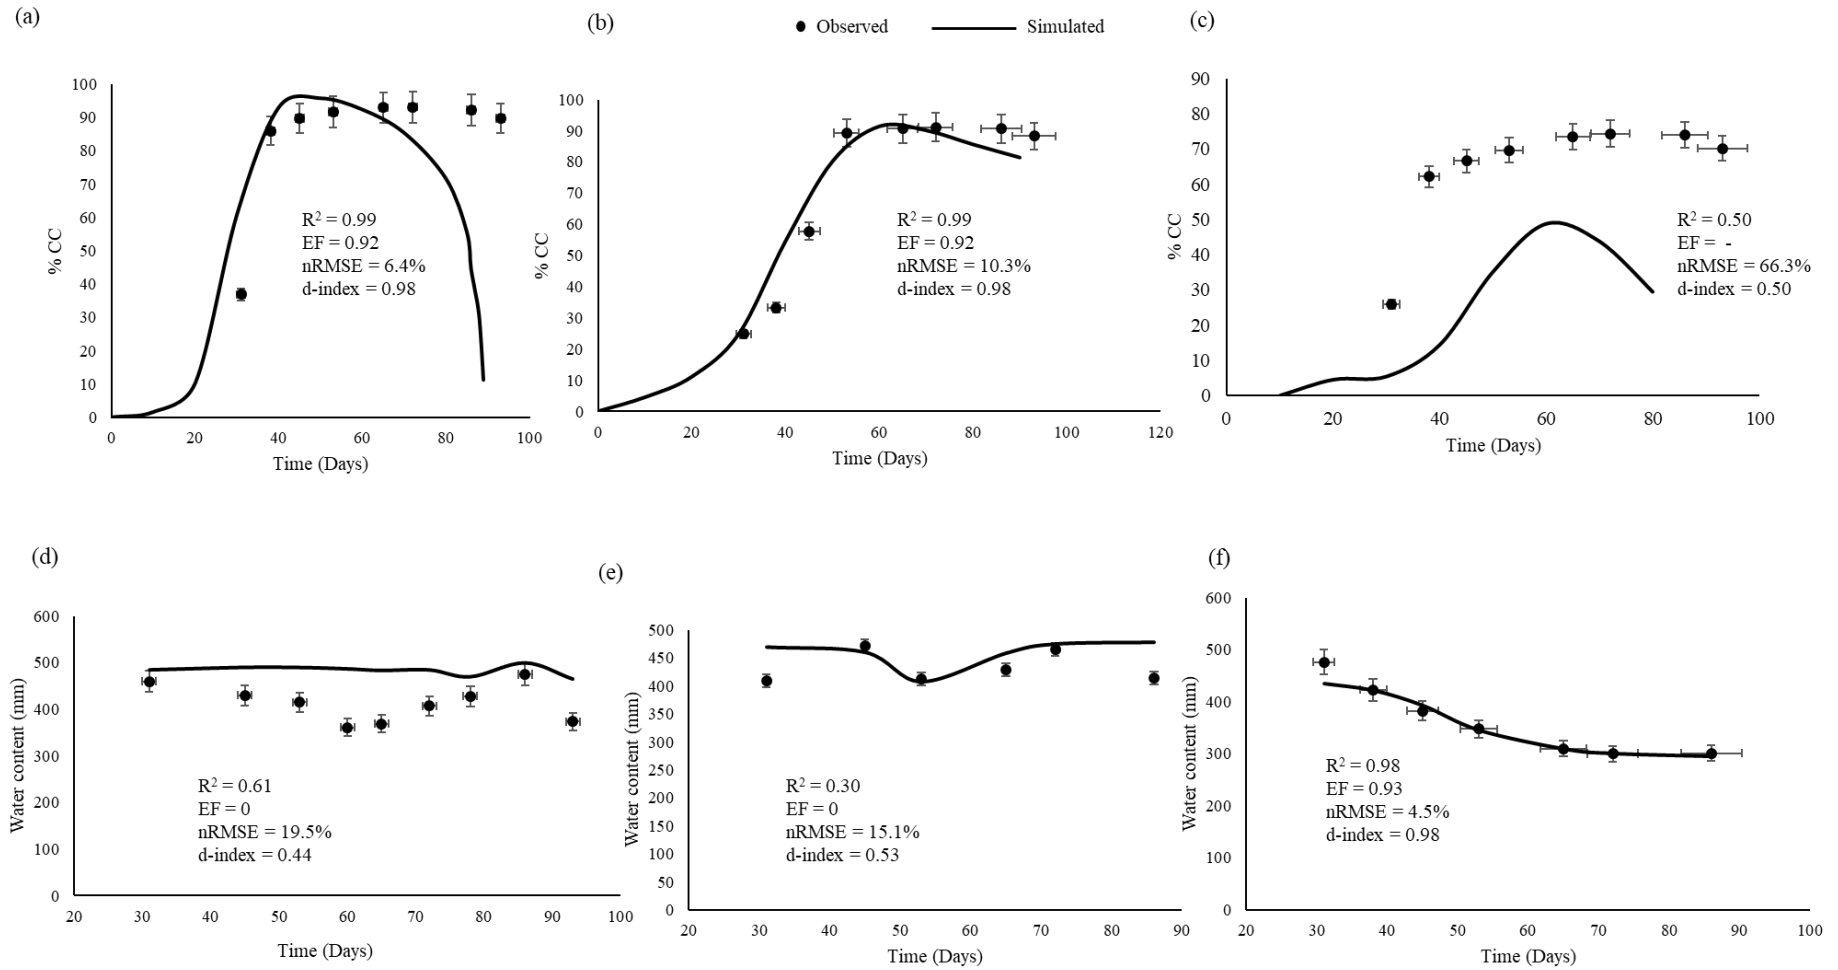 (a)
(b)
Observed
Simulated
(c)
100
90
80
70
60
50
40
30
20
10
0
% CC
R² = 0.99
EF = 0.92
nRMSE = 6.4%
d-index = 0.98
0 20 40 60 80 100
Time (Days)
100
90
80
70
60
50
40
30
20
10
0
% CC
R² = 0.99
EF = 0.92
nRMSE = 10.3%
d-index = 0.98
0 20 40 60 80 100 120
Time (Days)
90
80
70
60
50
40
30
20
10
0
% CC
R² = 0.50
EF = -
nRMSE = 66.3%
d-index = 0.50
0 20 40 60 80 100
Time (Days)
(d)
600
500
400
300
200
100
0
Water content (mm)
R² = 0.61
EF = 0
nRMSE = 19.5%
d-index = 0.44
20 30 40 50 60 70 80 90 100
Time (Days)
(e)
500
450
400
350
300
250
200
150
100
50
0
Water content (mm)
R² = 0.30
EF = 0
nRMSE = 15.1%
d-index = 0.53
20 30 40 50 60 70 80 90
Time (Days)
(f)
600
500
400
300
200
100
0
Water content (mm)
R² = 0.98
EF = 0.93
nRMSE = 4.5%
d-index = 0.98
20 30 40 50 60 70 80 90 100
Time (Days)